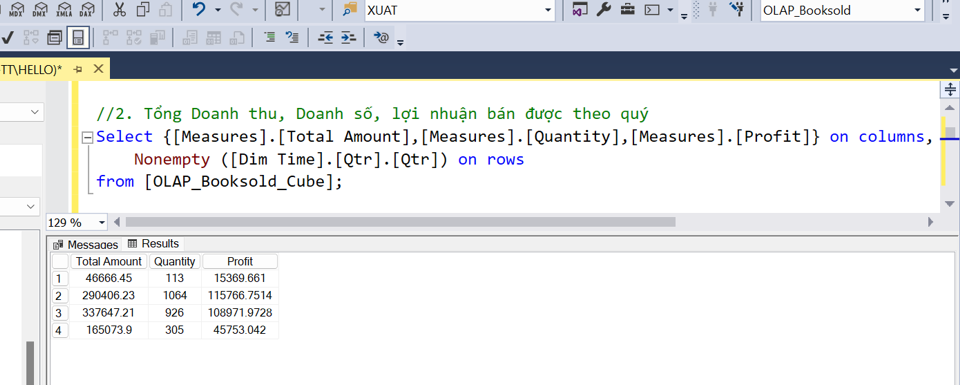 MDX DMX XMLA DAX XUAT OLAP_Booksold
TT\HELLO)*
//2. Tổng Doanh thu, Doanh số, lợi nhuận bán được theo quý
Select {[Measures].[Total Amount],[Measures].[Quantity],[Measures].[Profit]} on columns,
Nonempty ([Dim Time].[Qtr].[Qtr]) on rows
from [OLAP_Booksold_Cube];
129 %
Messages Results
Total Amount Quantity Profit
1 46666.45 113 15369.661
2 290406.23 1064 115766.7514
3 337647.21 926 108971.9728
4 165073.9 305 45753.042